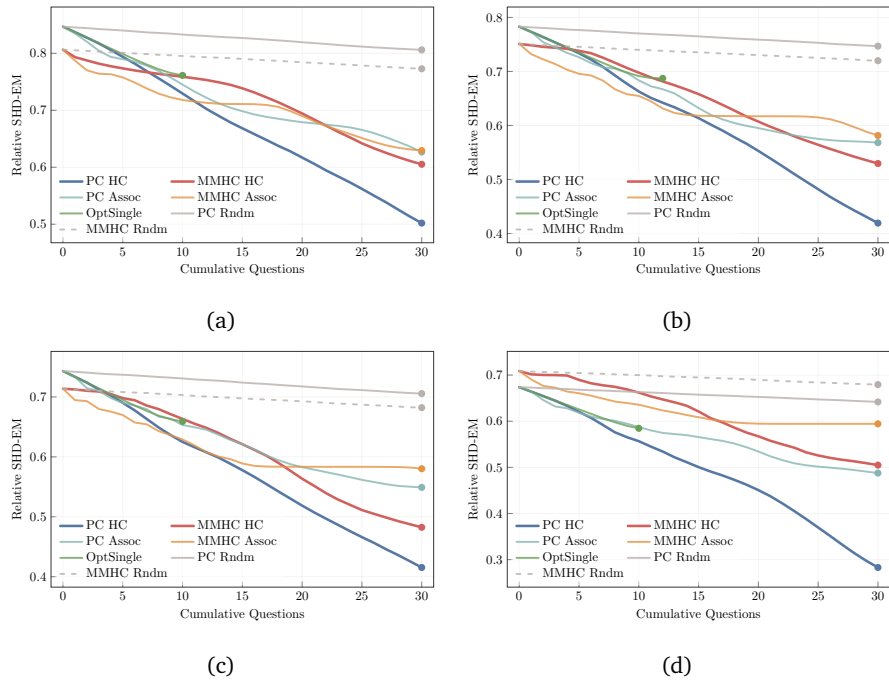 Relative SHD-EM
0.8
0.7
0.6
0.5
PC HC
MMHC HC
PC Assoc
MMHC Assoc
OptSingle
PC Rndm
MMHC Rndm
0 5 10 15 20 25 30
Cumulative Questions
(a)
Relative SHD-EM
0.8
0.7
0.6
0.5
0.4
PC HC
MMHC HC
PC Assoc
MMHC Assoc
OptSingle
PC Rndm
MMHC Rndm
0 5 10 15 20 25 30
Cumulative Questions
(b)
Relative SHD-EM
0.7
0.6
0.5
0.4
PC HC
MMHC HC
PC Assoc
MMHC Assoc
OptSingle
PC Rndm
MMHC Rndm
0 5 10 15 20 25 30
Cumulative Questions
(c)
Relative SHD-EM
0.7
0.6
0.5
0.4
0.3
PC HC
MMHC HC
PC Assoc
MMHC Assoc
OptSingle
PC Rndm
MMHC Rndm
0 5 10 15 20 25 30
Cumulative Questions
(d)